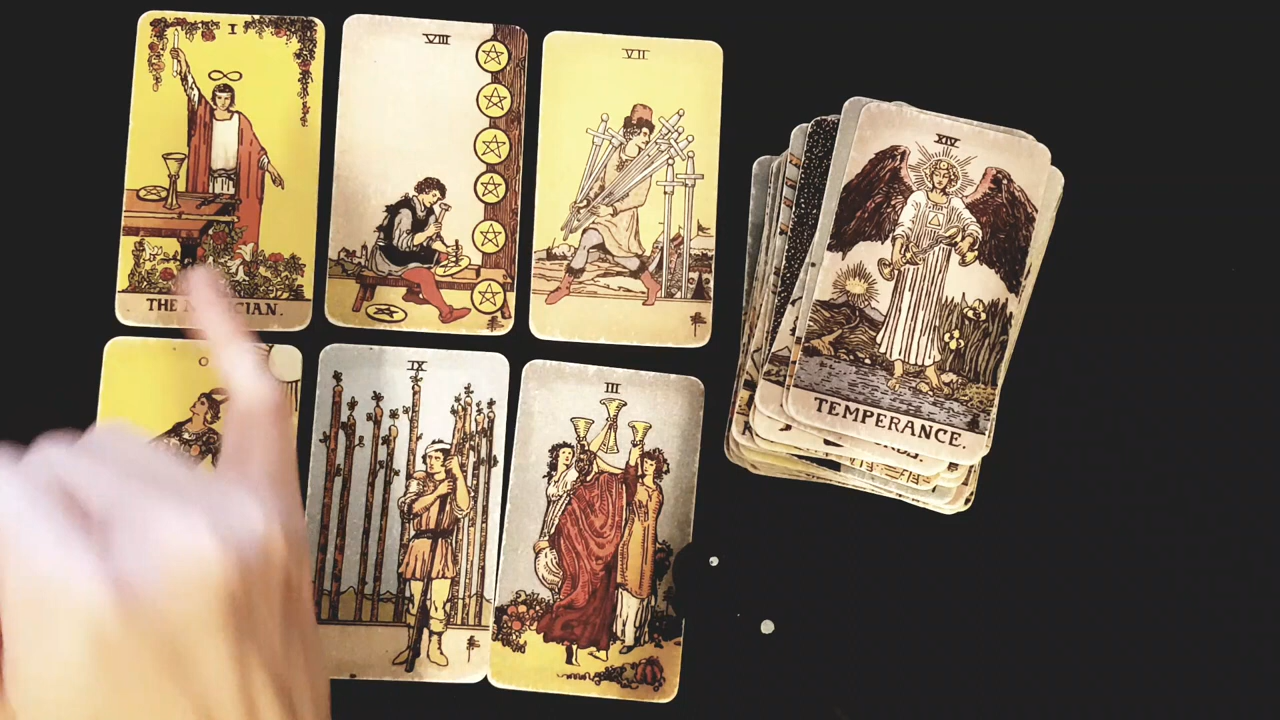 I
VIII
VII
XIV
THE
CIAN.
TEMPERANCE.
IX
III